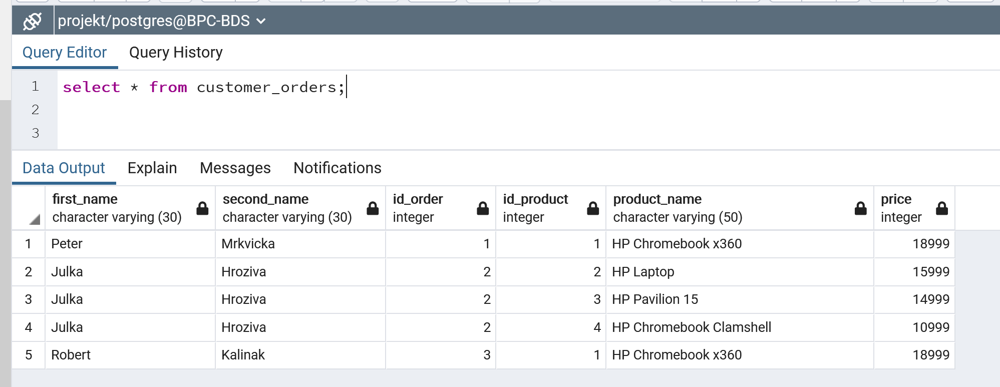 projekt/postgres@BPC-BDS
Query Editor Query History
1 select * from customer_orders;
2
3
Data Output Explain Messages Notifications
first_name second_name id_order id_product product_name price
character varying (30) character varying (30) integer integer character varying (50) integer
1 Peter Mrkvicka 1 1 HP Chromebook x360 18999
2 Julka Hroziva 2 2 HP Laptop 15999
3 Julka Hroziva 2 3 HP Pavilion 15 14999
4 Julka Hroziva 2 4 HP Chromebook Clamshell 10999
5 Robert Kalinak 3 1 HP Chromebook x360 18999